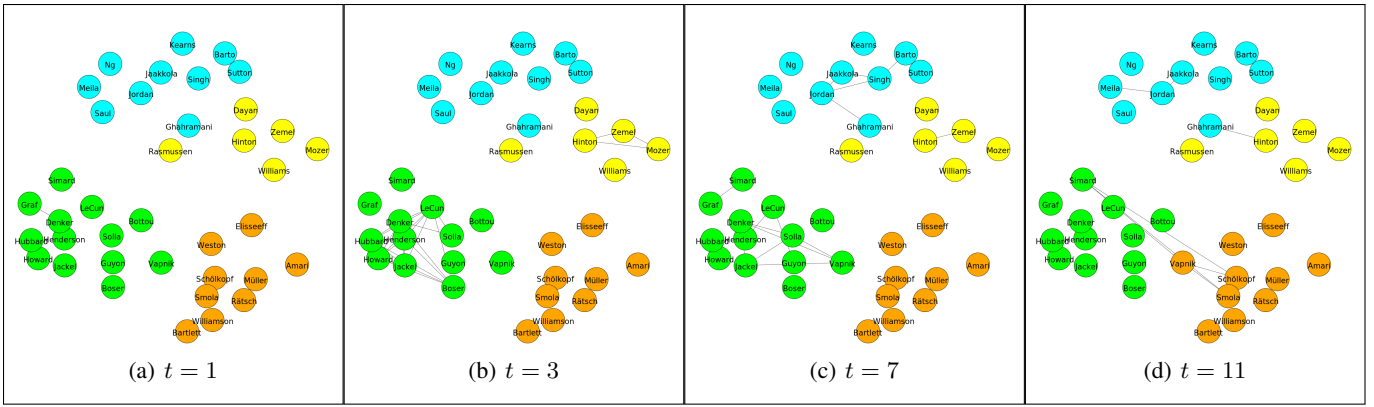 Kearns
Barto
Ng
Jaakkola
Singh
Sutton
Meila
Jordan
Saul
Dayan
Ghahramani
Zemel
Hinton
Rasmussen
Mozer
Williams
Simard
Graf
LeCun
Denker
Bottou
Elisseeff
Hubbard
Henderson
Solla
Weston
Howard
Jackel
Guyon
Vapnik
Amari
Schölkopf
Müller
Boser
Smola
Rätsch
Williamson
Bartlett
(a) t = 1
Kearns
Barto
Ng
Jaakkola
Singh
Sutton
Meila
Jordan
Saul
Dayan
Ghahramani
Zemel
Hinton
Rasmussen
Mozer
Williams
Simard
Graf
LeCun
Denker
Bottou
Elisseeff
Hubbard
Henderson
Solla
Weston
Howard
Jackel
Guyon
Vapnik
Amari
Schölkopf
Müller
Boser
Smola
Rätsch
Williamson
Bartlett
(b) t = 3
Kearns
Barto
Ng
Jaakkola
Singh
Sutton
Meila
Jordan
Saul
Dayan
Ghahramani
Zemel
Hinton
Rasmussen
Mozer
Williams
Simard
Graf
LeCun
Denker
Bottou
Elisseeff
Hubbard
Henderson
Solla
Weston
Howard
Jackel
Guyon
Vapnik
Amari
Schölkopf
Müller
Boser
Smola
Rätsch
Williamson
Bartlett
(c) t = 7
Kearns
Barto
Ng
Jaakkola
Singh
Sutton
Meila
Jordan
Saul
Dayan
Ghahramani
Zemel
Hinton
Rasmussen
Mozer
Williams
Simard
Graf
LeCun
Denker
Bottou
Elisseeff
Hubbard
Henderson
Solla
Weston
Howard
Jackel
Guyon
Vapnik
Amari
Schölkopf
Müller
Boser
Smola
Rätsch
Williamson
Bartlett
(d) t = 11